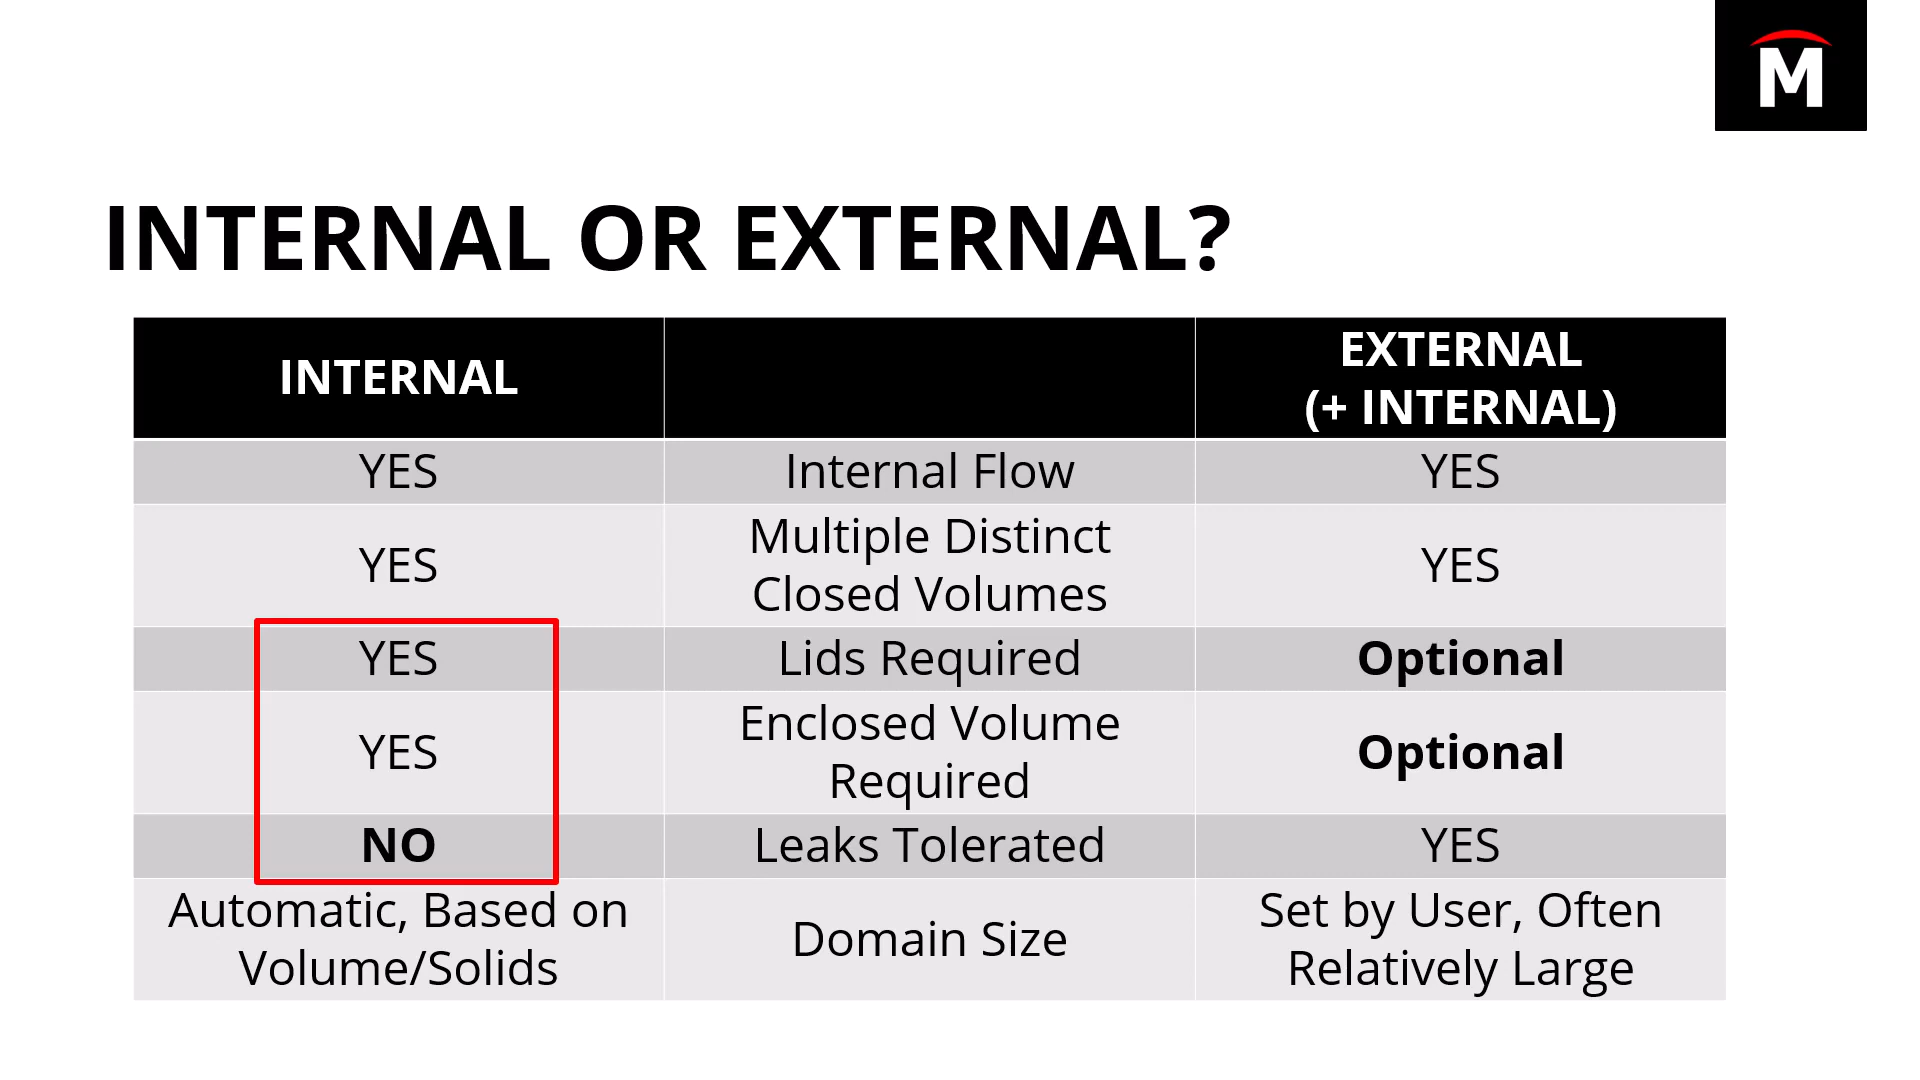 M
INTERNAL OR EXTERNAL?
INTERNAL
EXTERNAL
(+ INTERNAL)
YES
Internal Flow
YES
YES
Multiple Distinct
Closed Volumes
YES
YES
Lids Required
Optional
YES
Enclosed Volume
Required
Optional
NO
Leaks Tolerated
YES
Automatic, Based on
Volume/Solids
Domain Size
Set by User, Often
Relatively Large